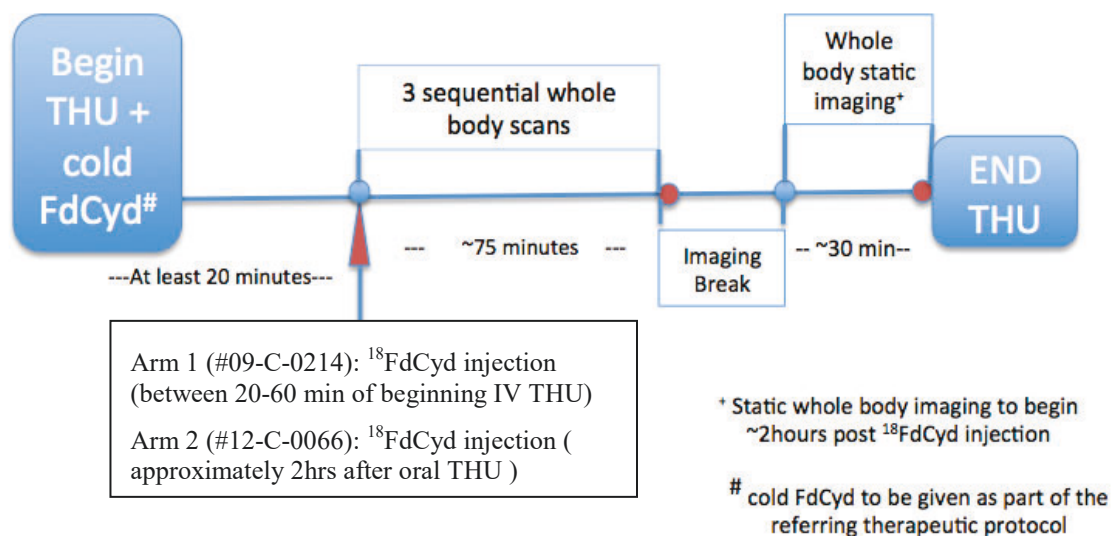 Begin
THU +
cold
FdCyd#
---At least 20 minutes---
3 sequential whole
body scans
--- ~75 minutes ---
Imaging
Break
Whole
body static
imaging+
-- ~30 min--
END
THU
Arm 1 (#09-C-0214): 18FdCyd injection
(between 20-60 min of beginning IV THU)
Arm 2 (#12-C-0066): 18FdCyd injection (
approximately 2hrs after oral THU )
+ Static whole body imaging to begin
~2hours post 18FdCyd injection
# cold FdCyd to be given as part of the
referring therapeutic protocol